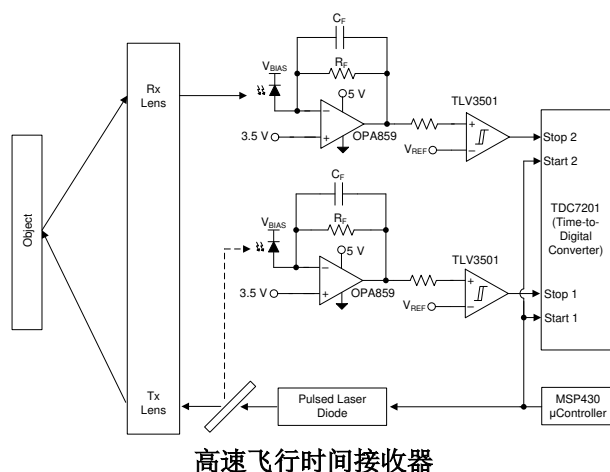 C_F
R_F
V_BIAS
5 V
3.5 V
OPA859
TLV3501
V_REF
Rx
Lens
Stop 2
Start 2
TDC7201
(Time-to-
Digital
Converter)
Object
C_F
R_F
V_BIAS
5 V
3.5 V
OPA859
TLV3501
V_REF
Stop 1
Start 1
Tx
Lens
Pulsed Laser
Diode
MSP430
µController
高速飞行时间接收器